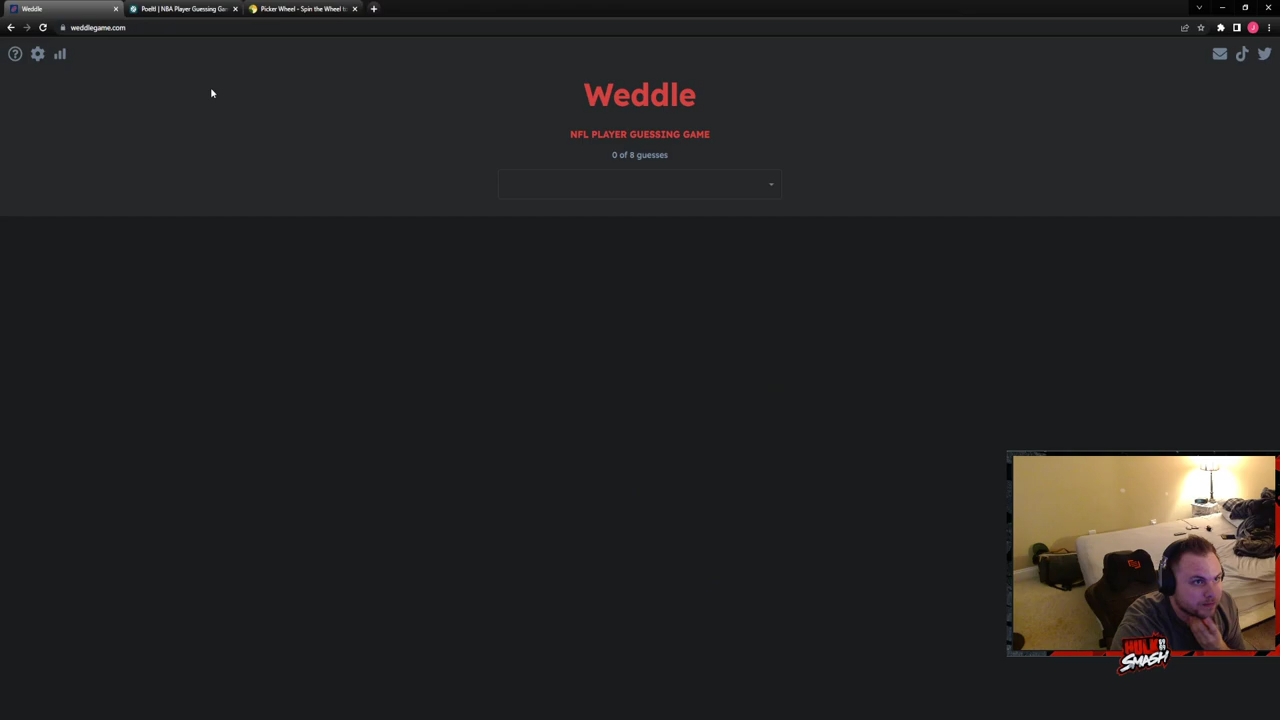 Weddle
Poeltl | NBA Player Guessing Ga
Picker Wheel - Spin the Wheel t
weddlegame.com
Weddle
NFL PLAYER GUESSING GAME
0 of 8 guesses
HULK
SMASH